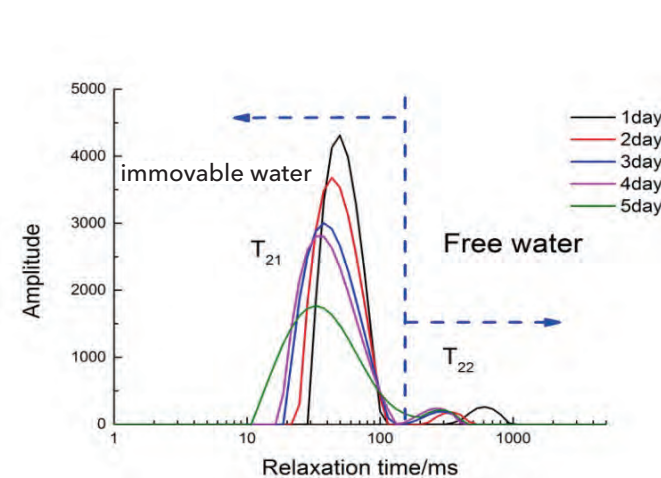 5000
4000
3000
2000
1000
0
Amplitude
immovable water
T21
Free water
T22
1day
2day
3day
4day
5day
1
10
100
1000
Relaxation time/ms